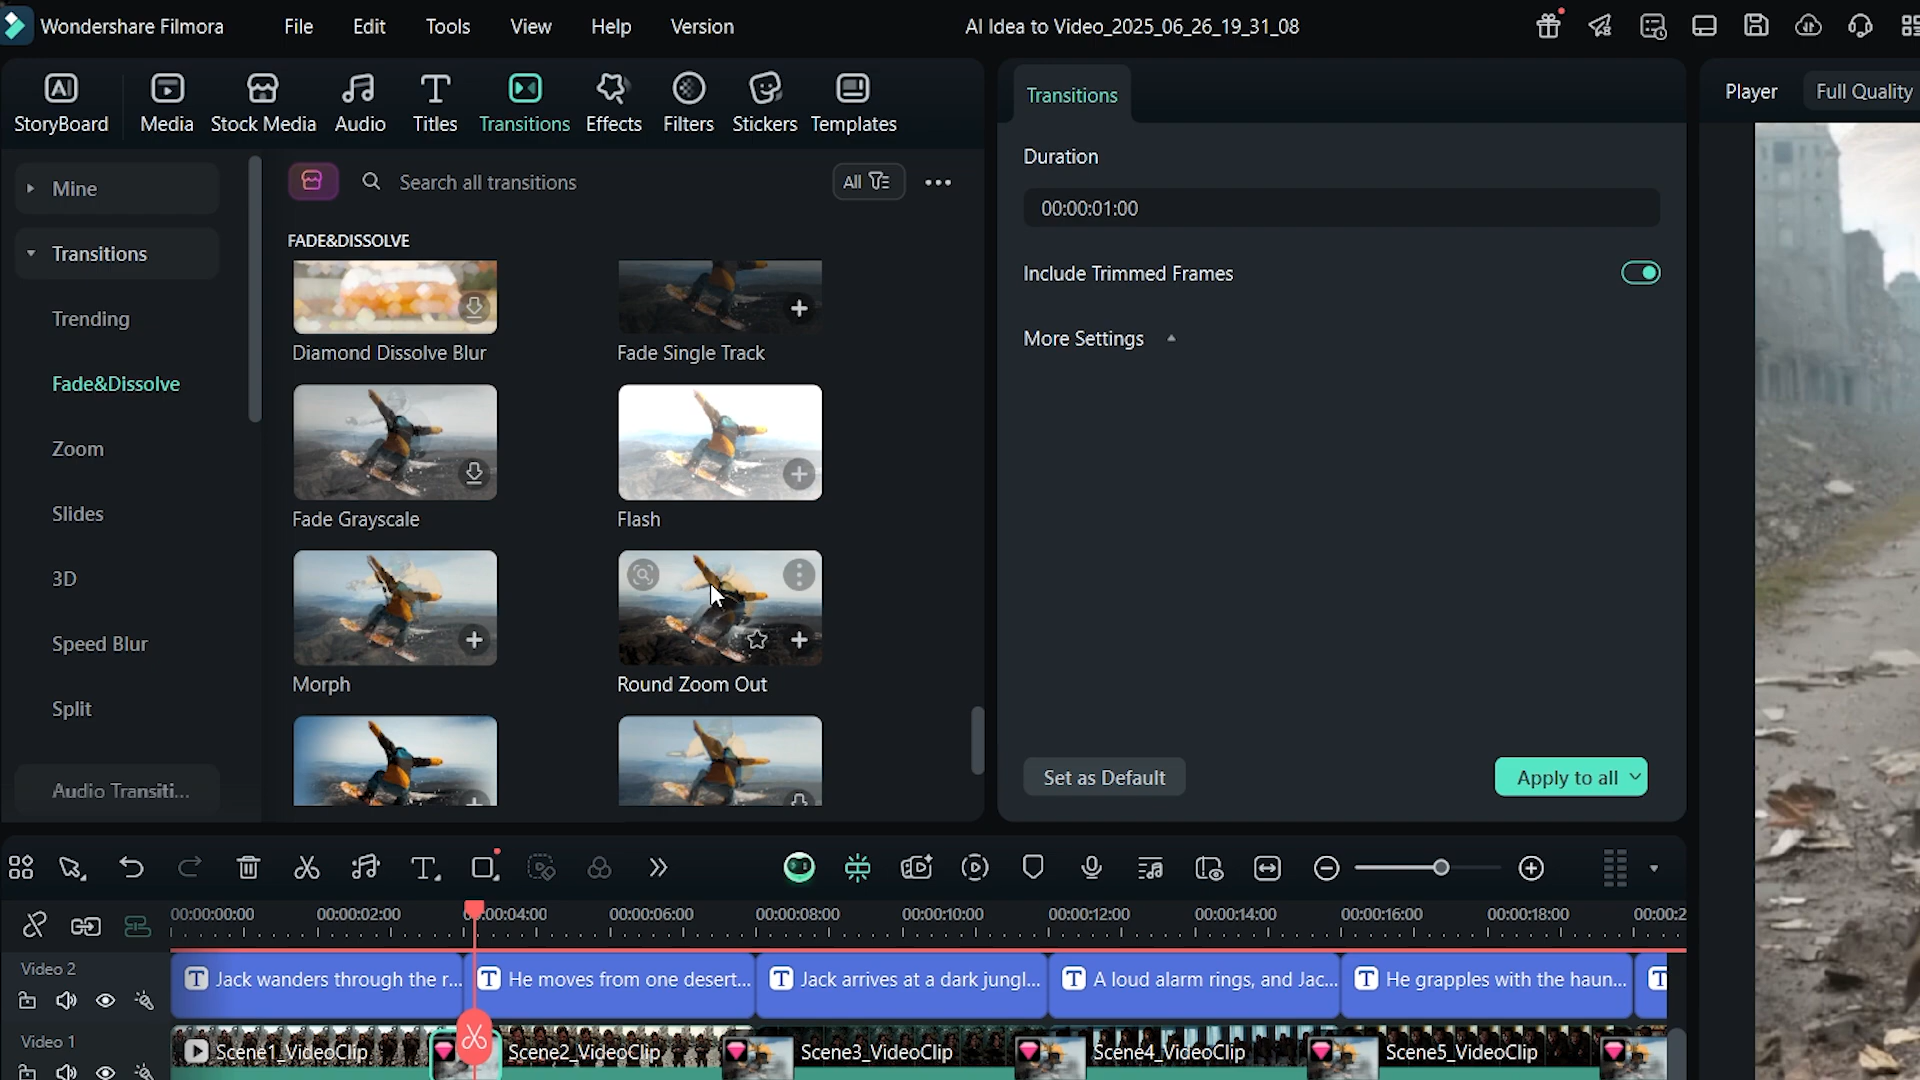 Wondershare Filmora File Edit Tools View Help Version AI Idea to Video_2025_06_26_19_31_08
AI
StoryBoard Media Stock Media Audio Titles Transitions Effects Filters Stickers Templates
Transitions
Player Full Quality
Mine
Search all transitions
All
Duration
00:00:01:00
Transitions
FADE&DISSOLVE
Include Trimmed Frames
Trending
Diamond Dissolve Blur Fade Single Track
More Settings
Fade&Dissolve
Zoom
Slides
Fade Grayscale Flash
3D
Speed Blur
Morph Round Zoom Out
Split
Audio Transiti...
Set as Default Apply to all
00:00:00:00 00:00:02:00 00:00:04:00 00:00:06:00 00:00:08:00 00:00:10:00 00:00:12:00 00:00:14:00 00:00:16:00 00:00:18:00 00:00:2
Video 2
T Jack wanders through the r... T He moves from one desert... T Jack arrives at a dark jungl... T A loud alarm rings, and Jac... T He grapples with the haun... T
Video 1
Scene1_VideoClip Scene2_VideoClip Scene3_VideoClip Scene4_VideoClip Scene5_VideoClip